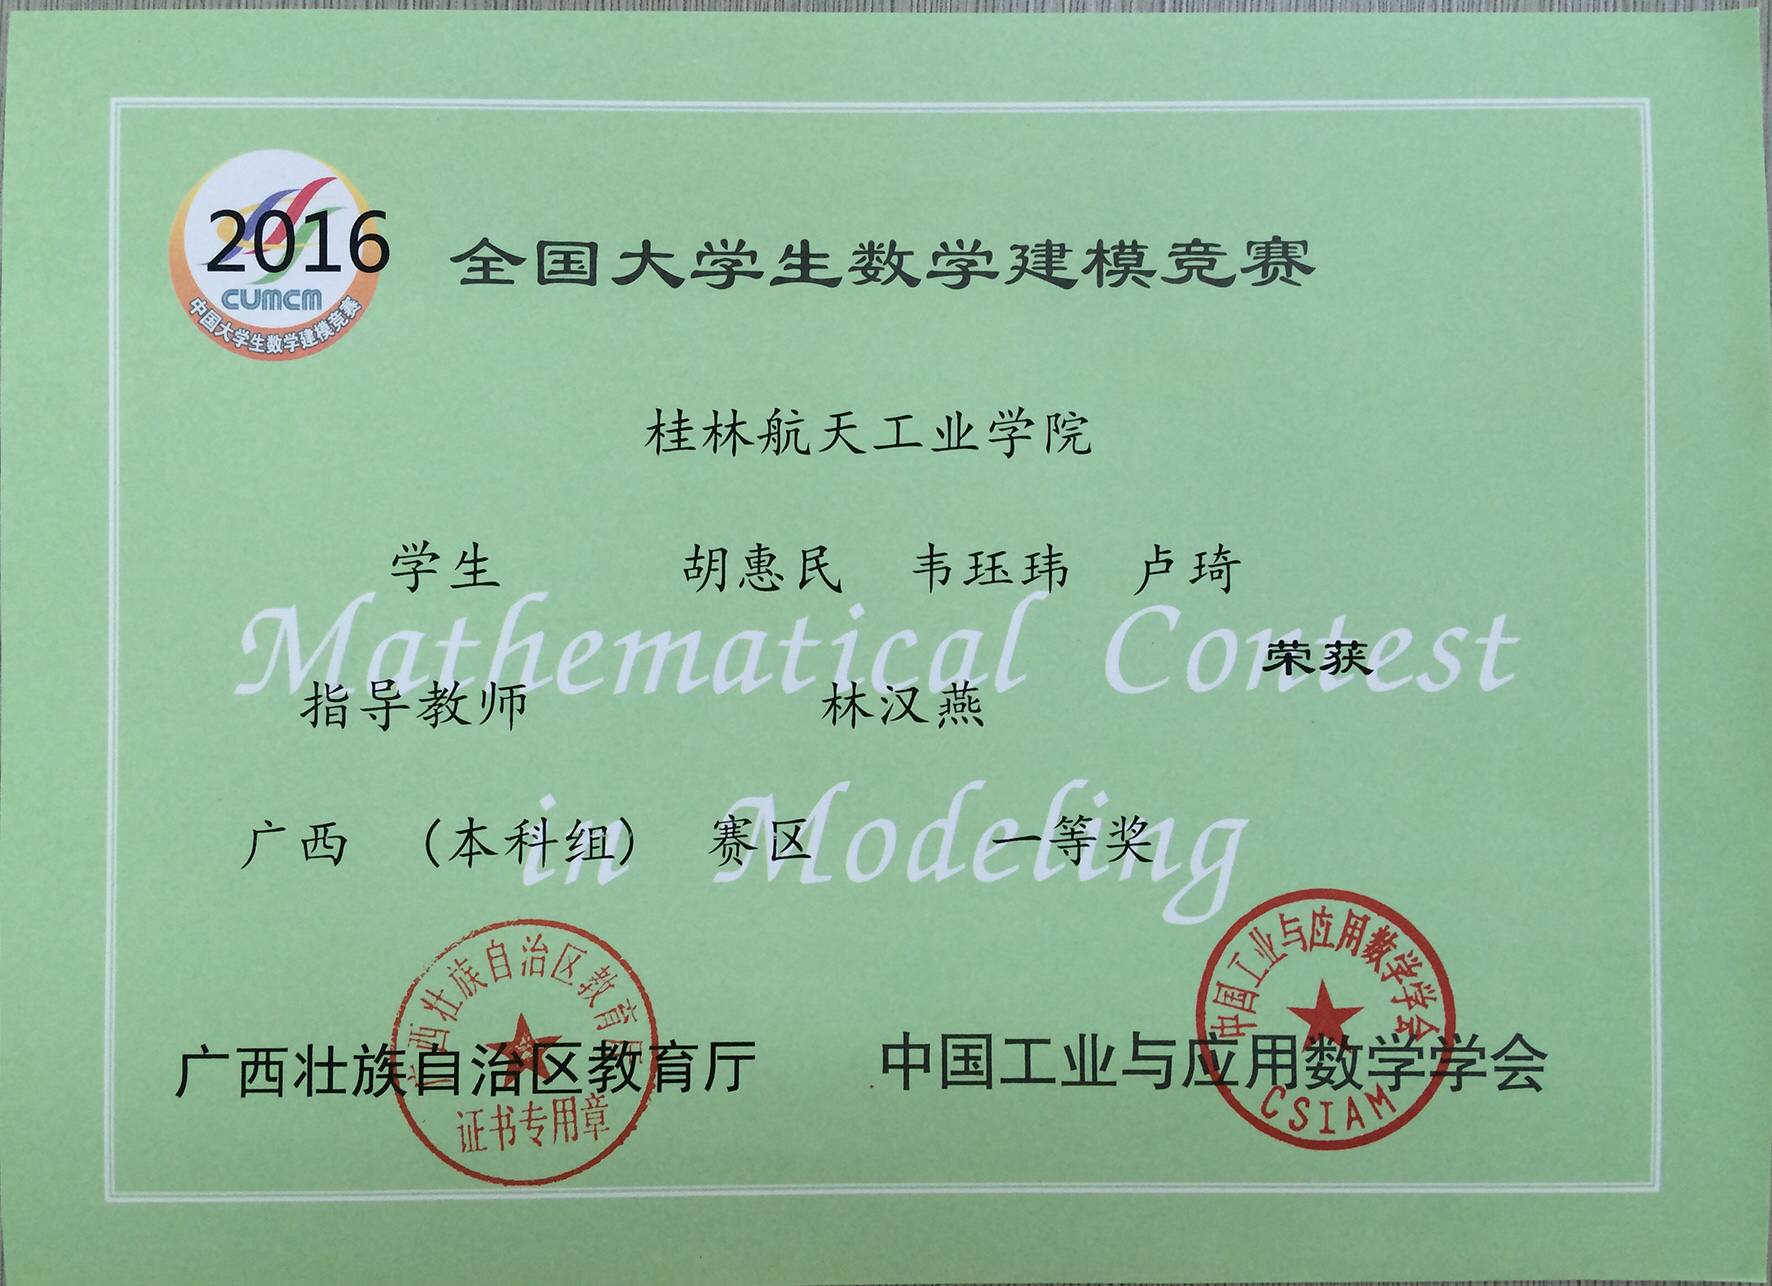 2016
CUMCM
中国大学生数学建模竞赛
全国大学生数学建模竞赛
桂林航天工业学院
学生 胡惠民 韦珏玮 卢琦
Mathematical Contest
荣获
指导教师 林汉燕
in Modeling
广西 (本科组) 赛区 一等奖
广西壮族自治区教育厅
证书专用章
广西壮族自治区教育厅
中国工业与应用数学学会
CSIAM
中国工业与应用数学学会